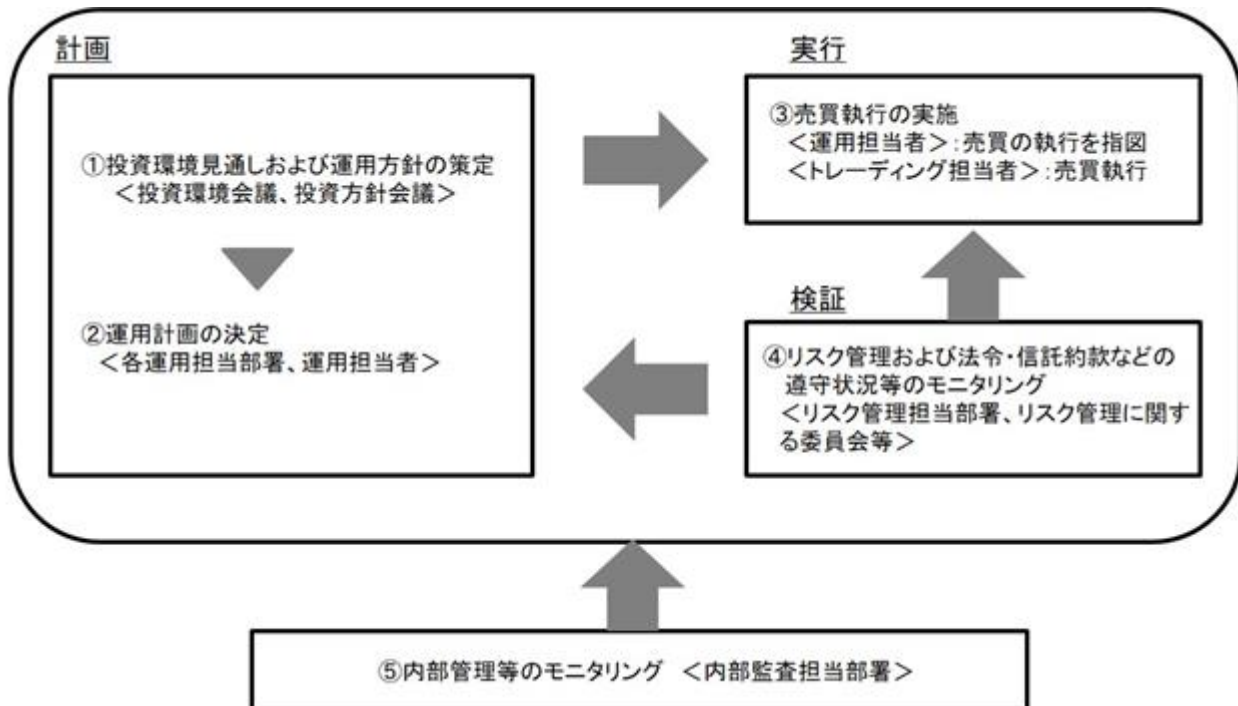 計画
①投資環境見通しおよび運用方針の策定
＜投資環境会議、投資方針会議＞
②運用計画の決定
＜各運用担当部署、運用担当者＞
実行
③売買執行の実施
＜運用担当者＞：売買の執行を指図
＜トレーディング担当者＞：売買執行
検証
④リスク管理および法令・信託約款などの
遵守状況等のモニタリング
＜リスク管理担当部署、リスク管理に関す
る委員会等＞
⑤内部管理等のモニタリング ＜内部監査担当部署＞